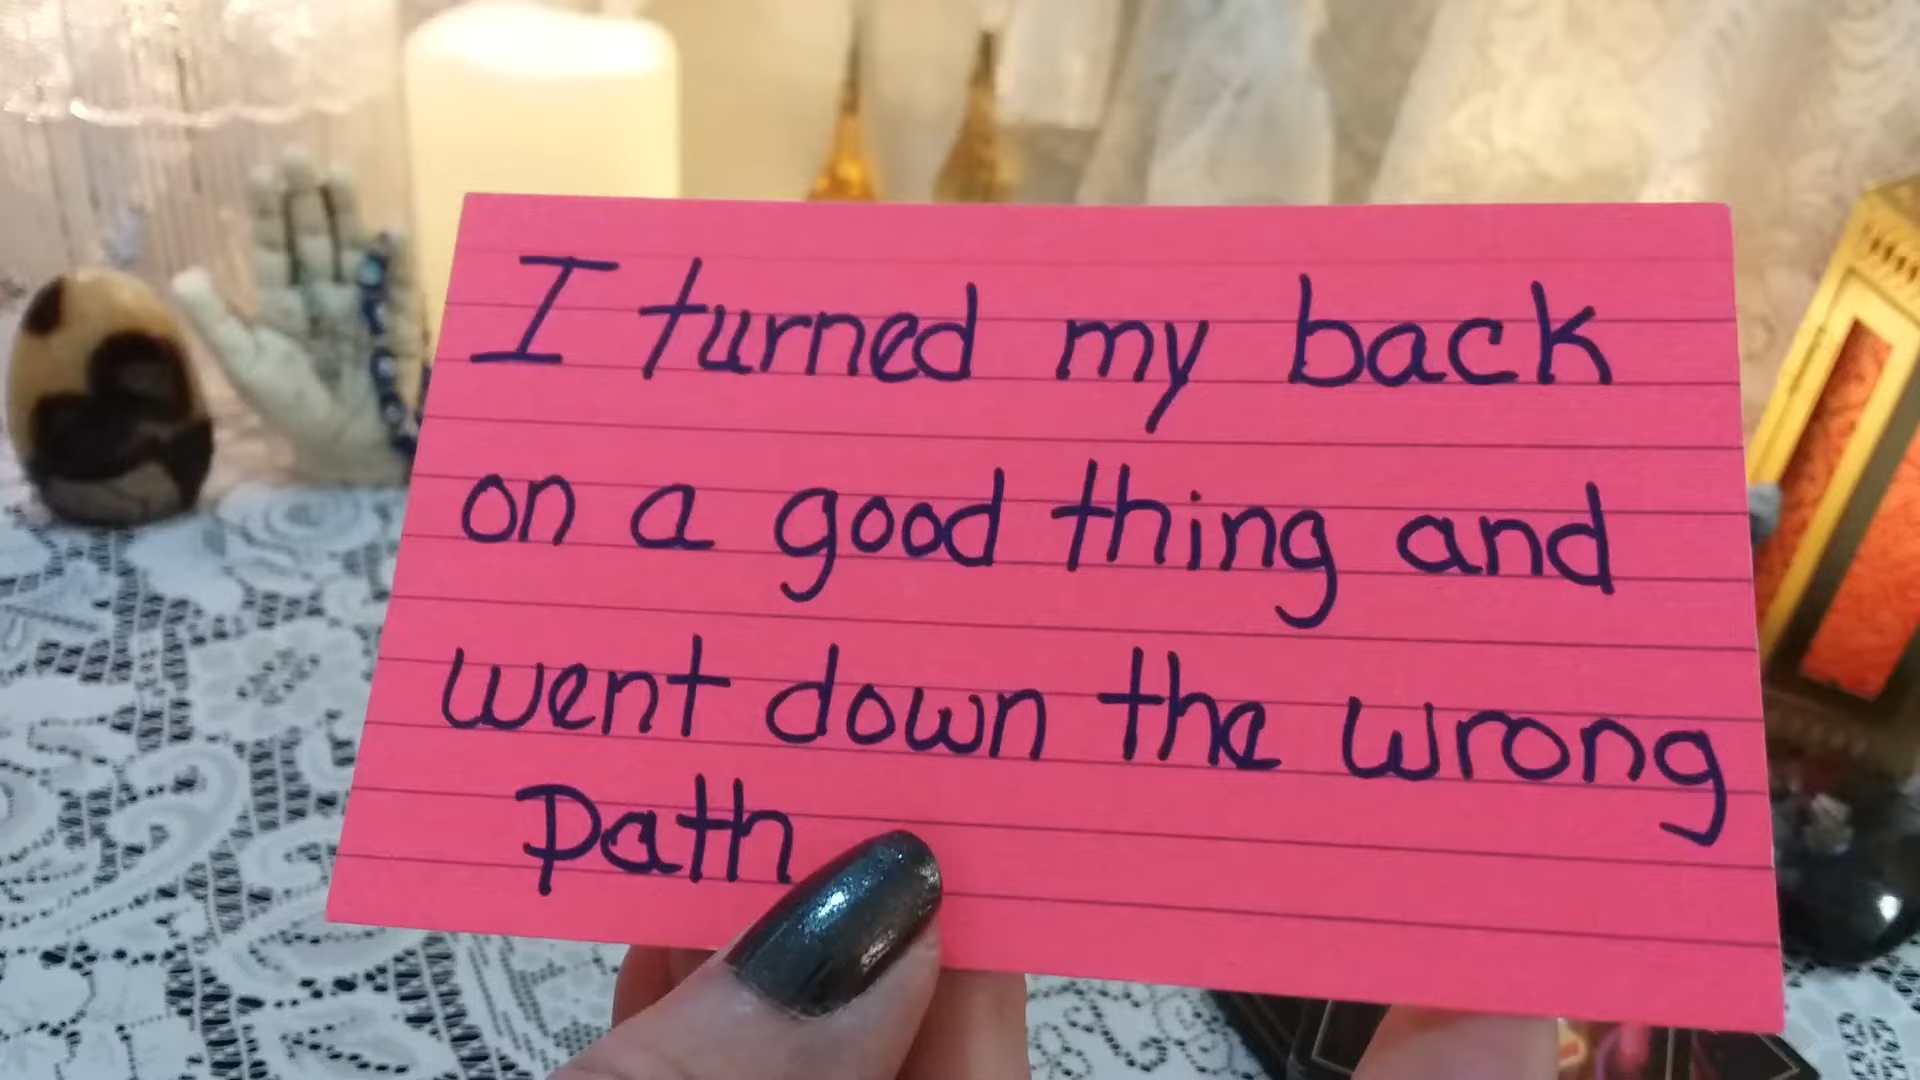 I turned my back
on a good thing and
went down the wrong
path